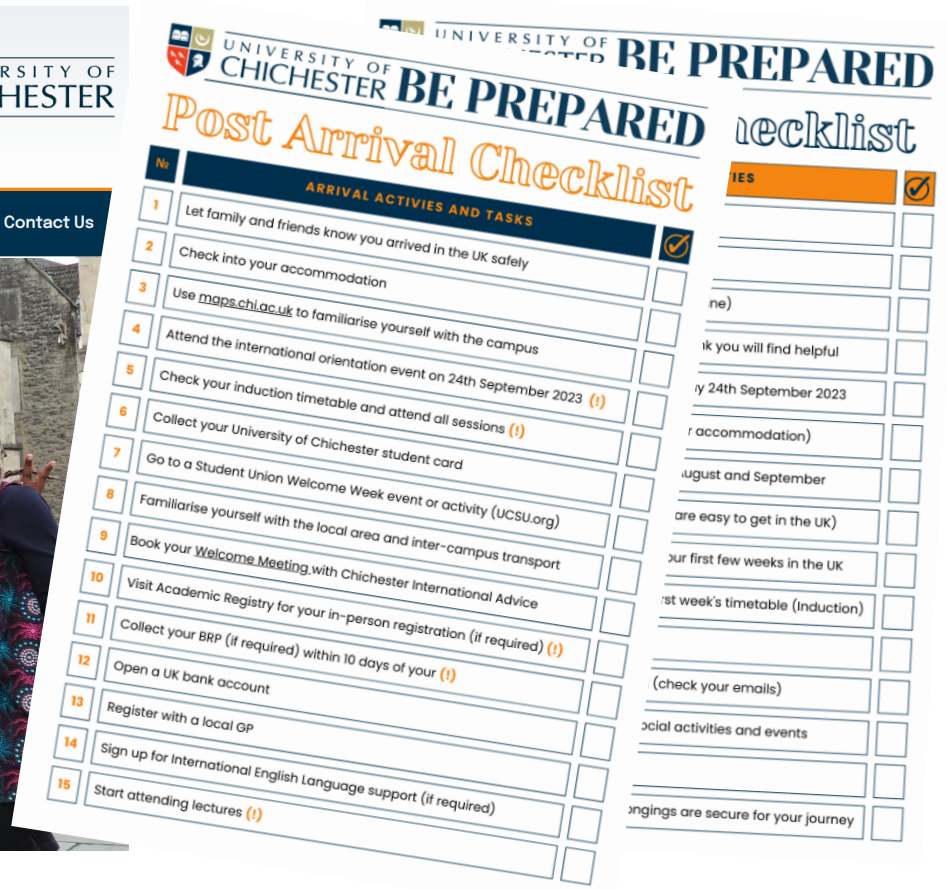 RSITY OF
HESTER
Contact Us
UNIVERSITY OF
CHICHESTER BE PREPARED
Post Arrival Checklist
№
ARRIVAL ACTIVIES AND TASKS
1 Let family and friends know you arrived in the UK safely
2 Check into your accommodation
3 Use maps.chi.ac.uk to familiarise yourself with the campus
4 Attend the international orientation event on 24th September 2023 (!)
5 Check your induction timetable and attend all sessions (!)
6 Collect your University of Chichester student card
7 Go to a Student Union Welcome Week event or activity (UCSU.org)
8 Familiarise yourself with the local area and inter-campus transport
9 Book your Welcome Meeting with Chichester International Advice
10 Visit Academic Registry for your in-person registration (if required) (!)
11 Collect your BRP (if required) within 10 days of your (!)
12 Open a UK bank account
13 Register with a local GP
14 Sign up for International English Language support (if required)
15 Start attending lectures (!)
UNIVERSITY OF
BE PREPARED
hecklist
IES
ne)
nk you will find helpful
y 24th September 2023
r accommodation)
ugust and September
are easy to get in the UK)
our first few weeks in the UK
rst week's timetable (Induction)
(check your emails)
ocial activities and events
ongings are secure for your journey